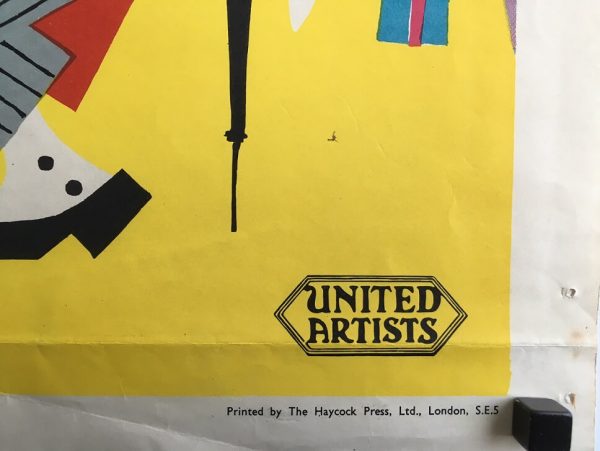 UNITED
ARTISTS
Printed by The Haycock Press, Ltd., London, S.E.5